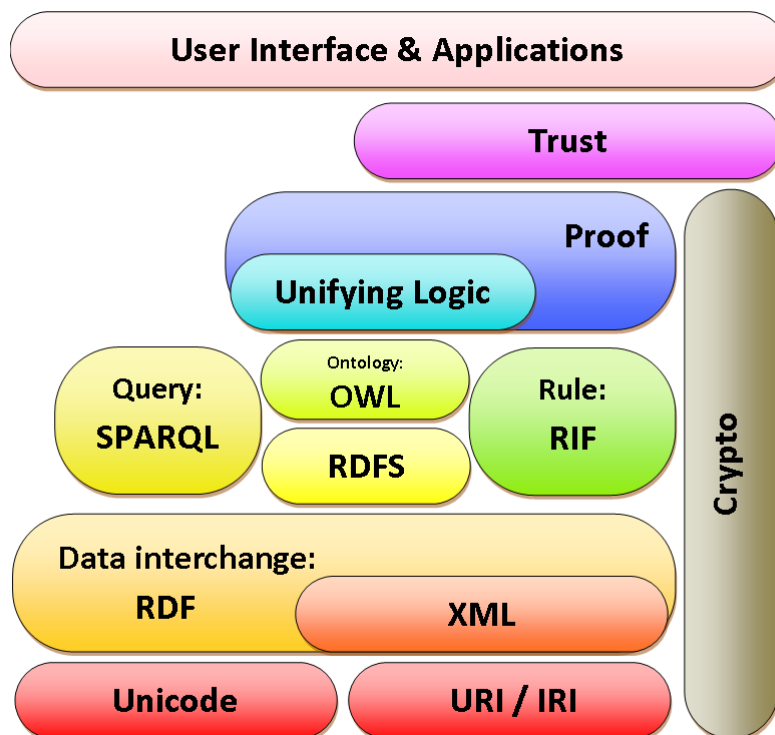 User Interface & Applications
Trust
Proof
Unifying Logic
Ontology:
OWL
Query:
SPARQL
Rule:
RIF
RDFS
Crypto
Data interchange:
RDF
XML
Unicode
URI / IRI